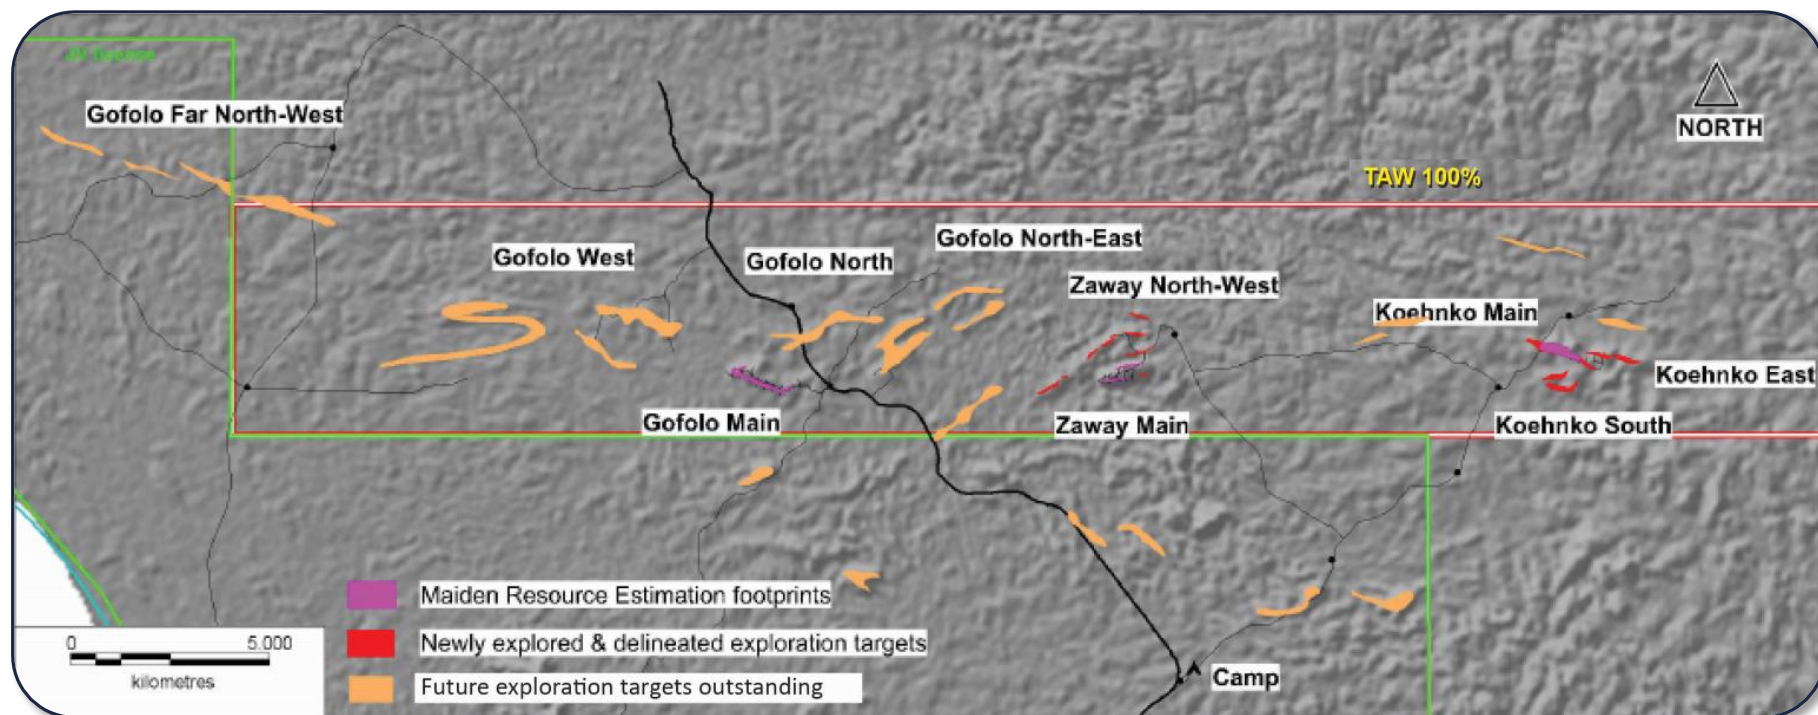 JV licence
Gofolo Far North-West
NORTH
TAW 100%
Gofolo West
Gofolo North
Gofolo North-East
Zaway North-West
Koehnko Main
Koehnko East
Gofolo Main
Zaway Main
Koehnko South
Maiden Resource Estimation footprints
Newly explored & delineated exploration targets
Future exploration targets outstanding
0 5.000
kilometres
Camp